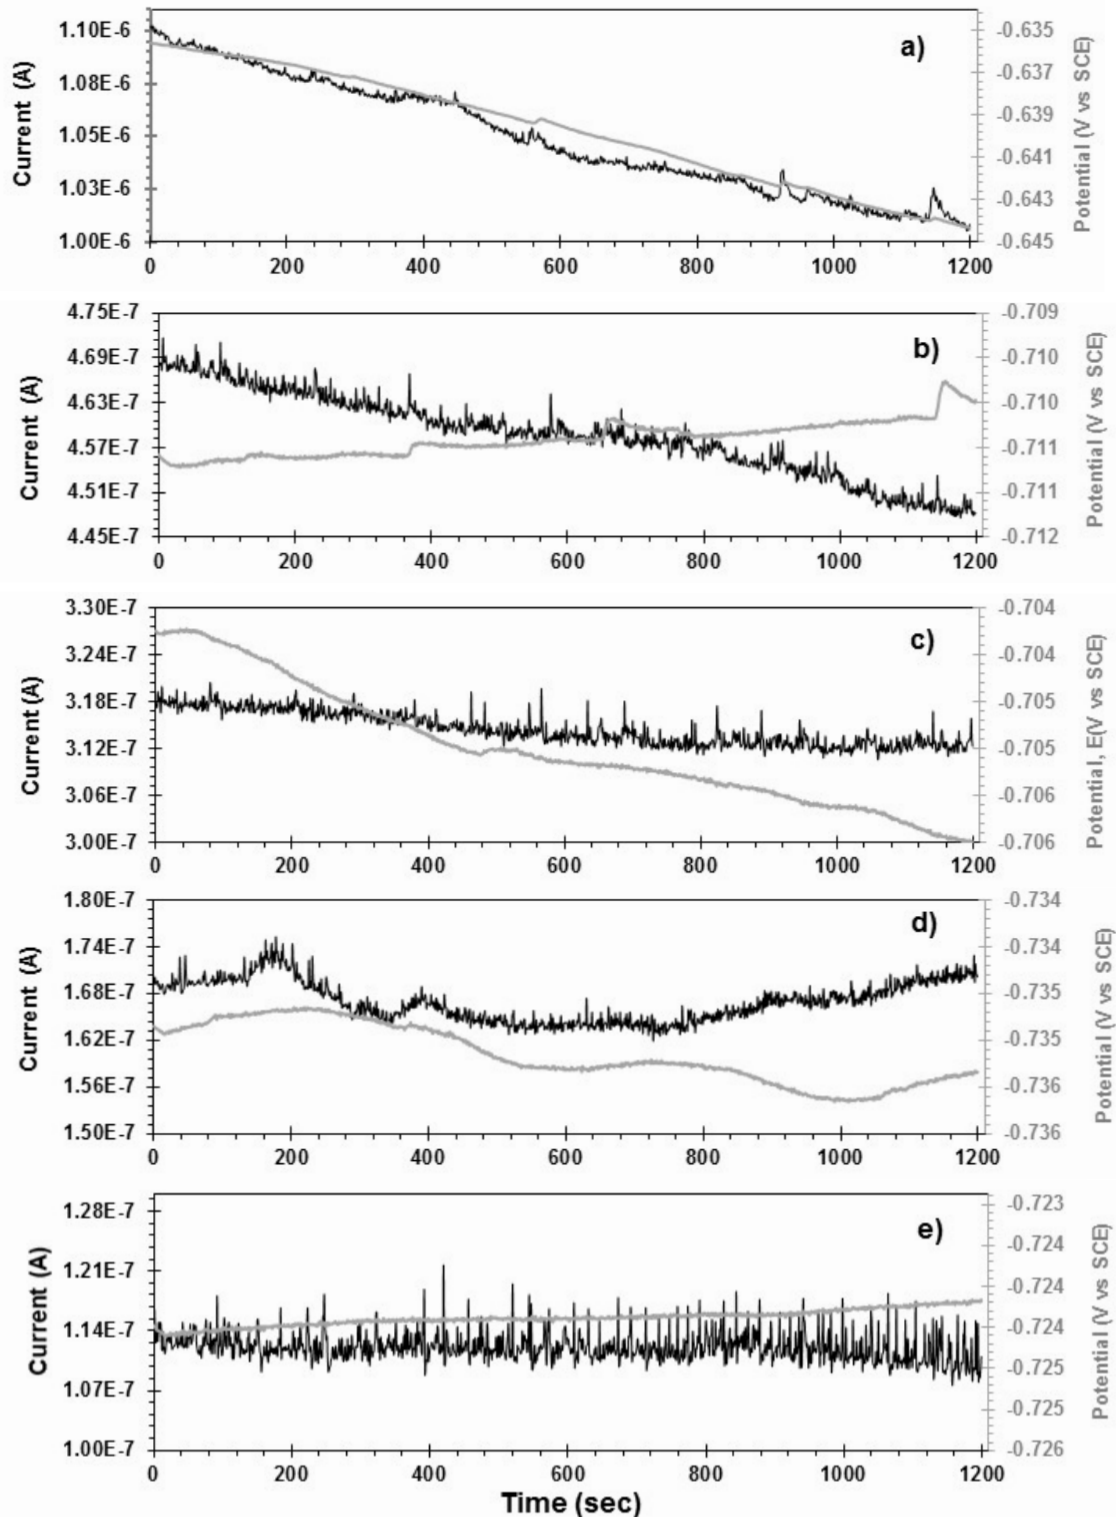 1.10E-6
1.08E-6
1.05E-6
1.03E-6
1.00E-6
Current (A)
a)
-0.635
-0.637
-0.639
-0.641
-0.643
-0.645
Potential (V vs SCE)
0 200 400 600 800 1000 1200
4.75E-7
4.69E-7
4.63E-7
4.57E-7
4.51E-7
4.45E-7
Current (A)
b)
-0.709
-0.710
-0.710
-0.711
-0.711
-0.712
Potential (V vs SCE)
0 200 400 600 800 1000 1200
3.30E-7
3.24E-7
3.18E-7
3.12E-7
3.06E-7
3.00E-7
Current (A)
c)
-0.704
-0.704
-0.705
-0.705
-0.706
-0.706
Potential, E(V vs SCE)
0 200 400 600 800 1000 1200
1.80E-7
1.74E-7
1.68E-7
1.62E-7
1.56E-7
1.50E-7
Current (A)
d)
-0.734
-0.734
-0.735
-0.735
-0.736
-0.736
Potential (V vs SCE)
0 200 400 600 800 1000 1200
1.28E-7
1.21E-7
1.14E-7
1.07E-7
1.00E-7
Current (A)
e)
-0.723
-0.724
-0.724
-0.724
-0.725
-0.725
-0.726
Potential (V vs SCE)
0 200 400 600 800 1000 1200
Time (sec)